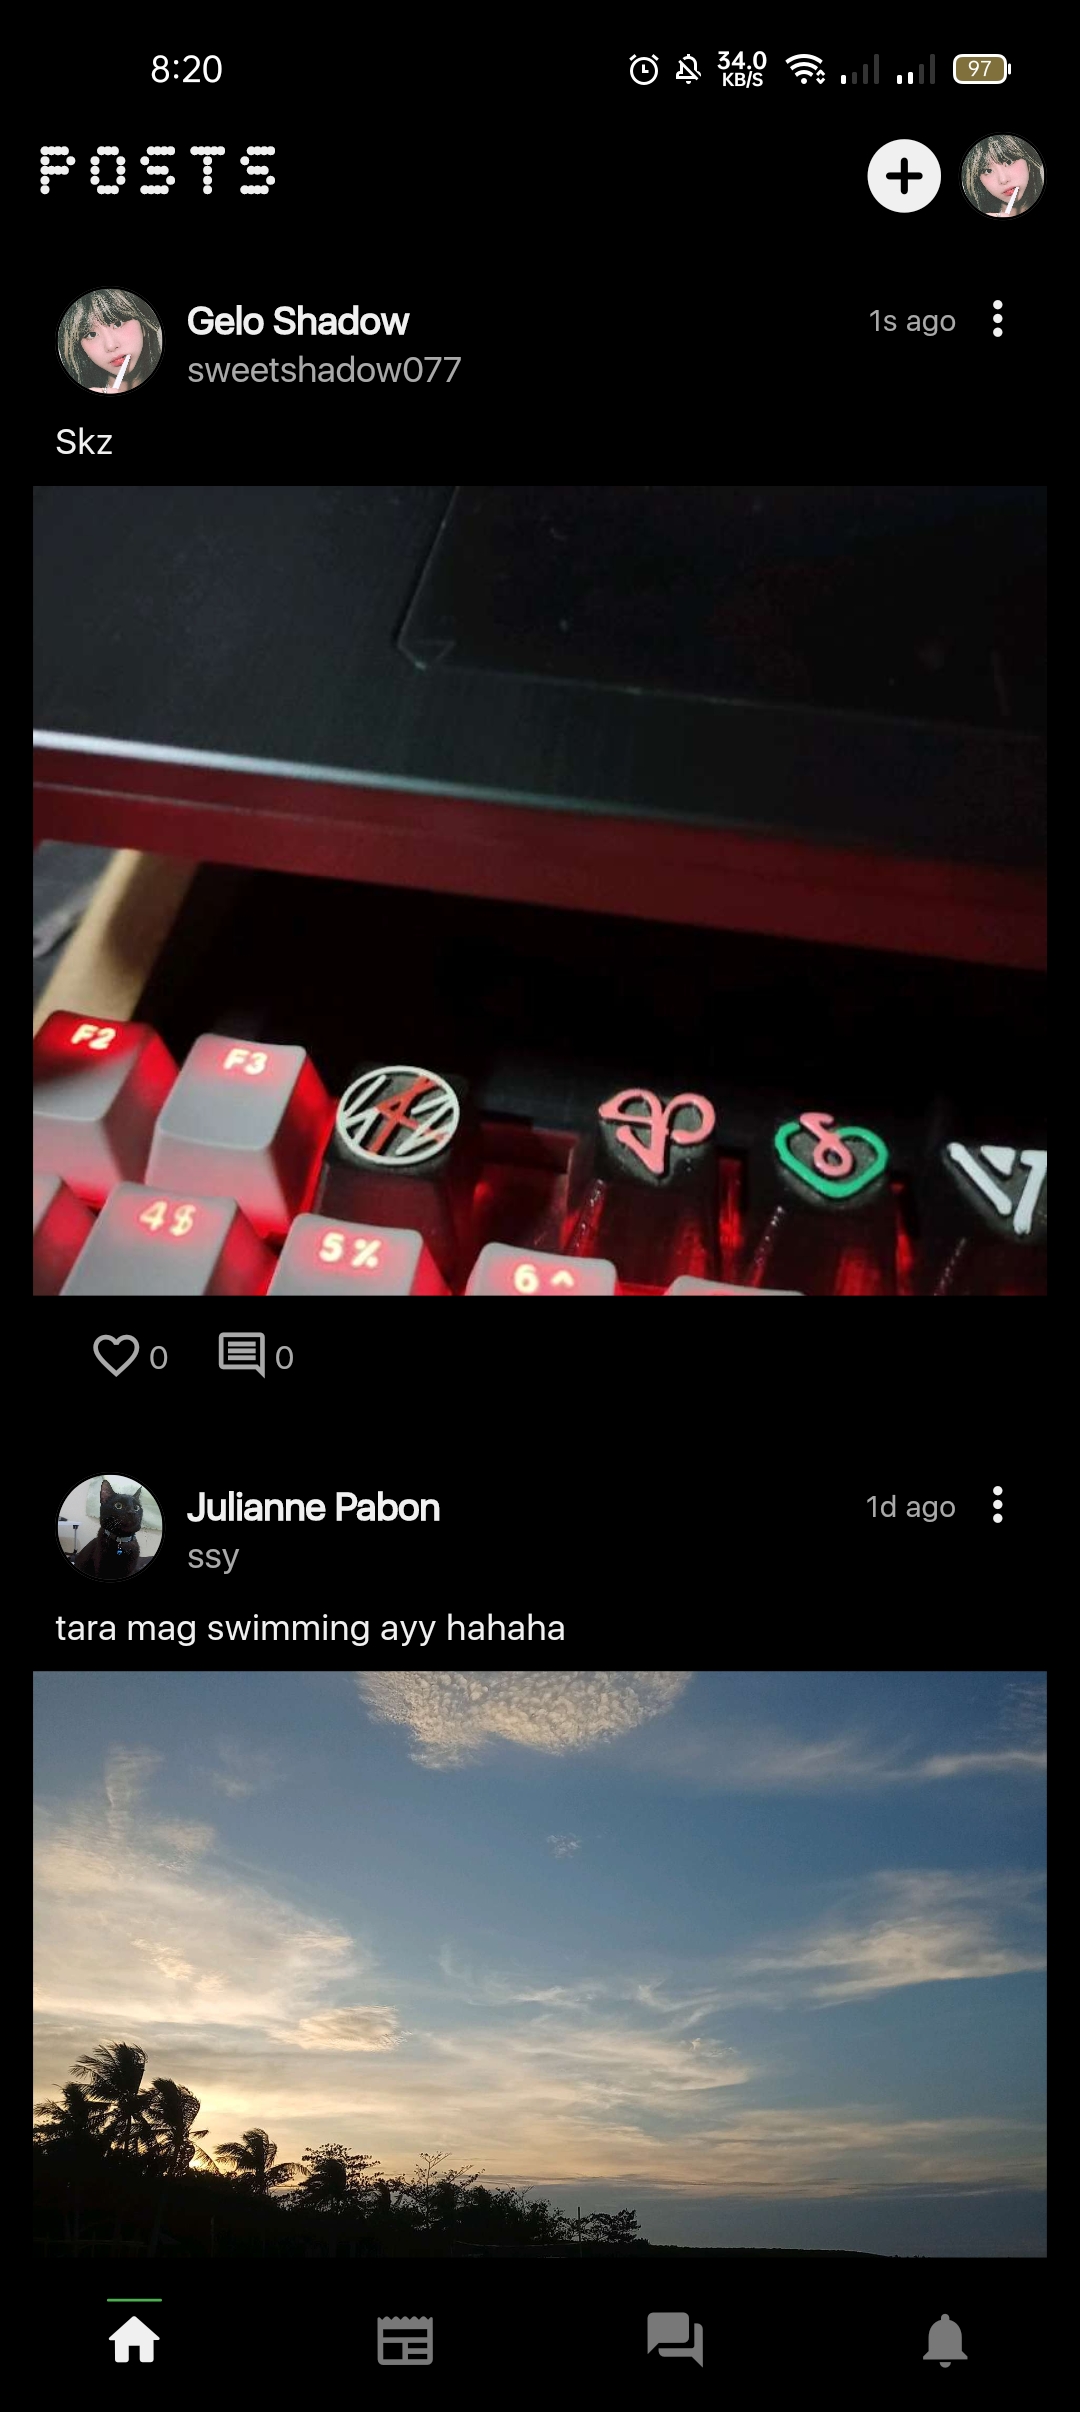 8:20
34.0
KB/S
97
POSTS
Gelo Shadow
1s ago
sweetshadow077
Skz
F2
F3
4 $
5 %
6 ^
0
0
Julianne Pabon
1d ago
ssy
tara mag swimming ayy hahaha